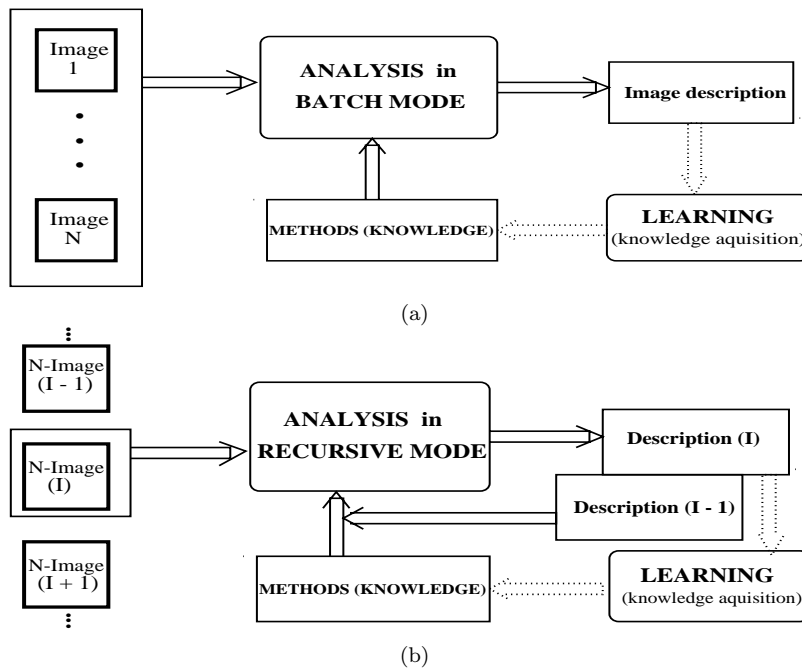 Image
1
ANALYSIS in
BATCH MODE
Image description
Image
N
METHODS (KNOWLEDGE)
LEARNING
(knowledge aquisition)
(a)
N-Image
(I - 1)
ANALYSIS in
RECURSIVE MODE
Description (I)
N-Image
(I)
Description (I - 1)
N-Image
(I + 1)
METHODS (KNOWLEDGE)
LEARNING
(knowledge aquisition)
(b)